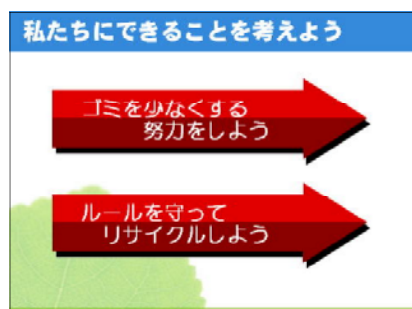 私たちにできることを考えよう
ゴミを少なくする
努力をしよう
ルールを守って
リサイクルしよう